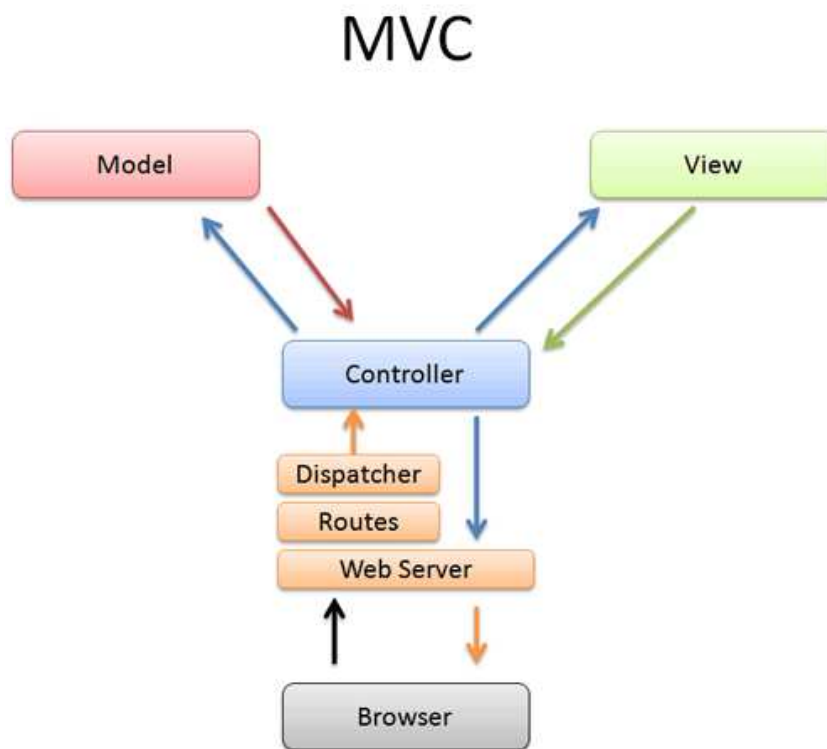 MVC
Model
View
Controller
Dispatcher
Routes
Web Server
Browser